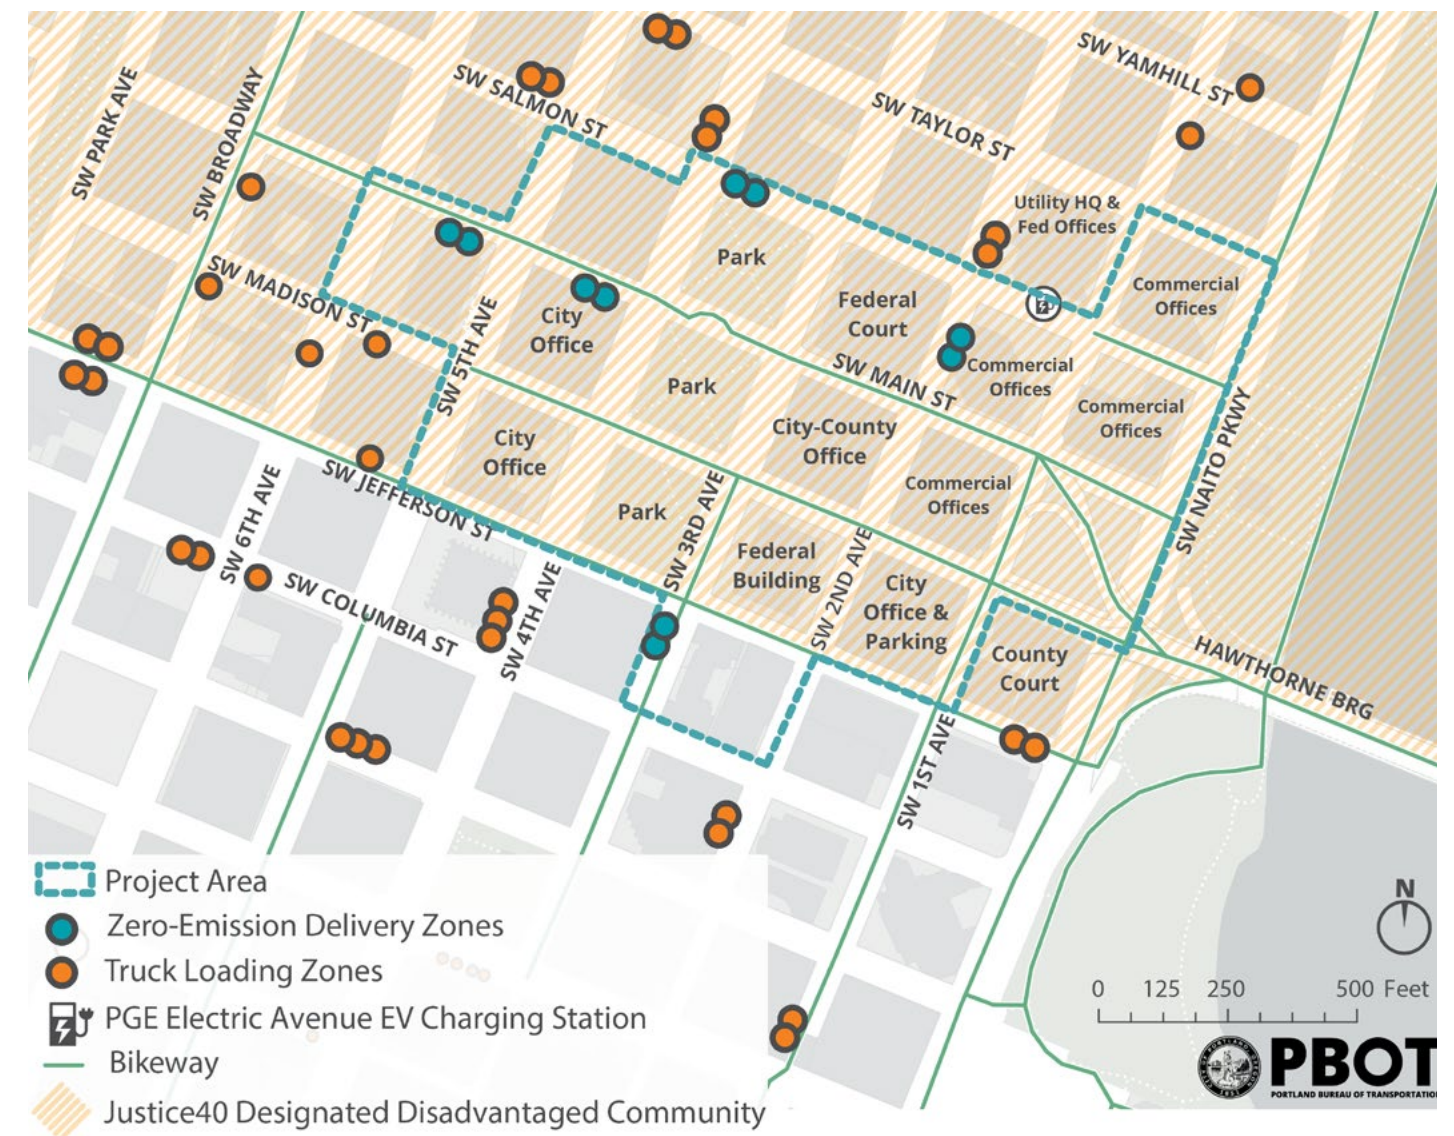 SW YAMHILL ST
SW SALMON ST
SW TAYLOR ST
SW PARK AVE
SW BROADWAY
Utility HQ &
Fed Offices
Park
Commercial
Offices
SW MADISON ST
Federal
Court
City
Office
SW 5TH AVE
SW MAIN ST
Commercial
Offices
Park
Commercial
Offices
SW NAITO PKWY
City-County
Office
City
Office
Commercial
Offices
SW JEFFERSON ST
Park
SW 3RD AVE
SW 6TH AVE
Federal
Building
SW 2ND AVE
City
Office &
Parking
SW COLUMBIA ST
SW 4TH AVE
County
Court
HAWTHORNE BRG
SW 1ST AVE
Project Area
Zero-Emission Delivery Zones
Truck Loading Zones
PGE Electric Avenue EV Charging Station
Bikeway
Justice40 Designated Disadvantaged Community
N
0 125 250 500 Feet
PBOT
PORTLAND BUREAU OF TRANSPORTATION